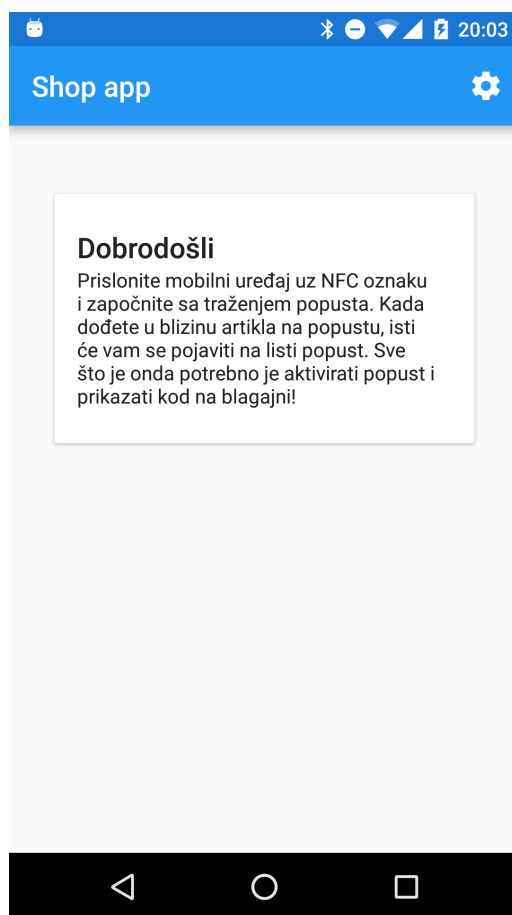 20:03
Shop app
Dobrodošli
Prislonite mobilni uređaj uz NFC oznaku
i započnite sa traženjem popusta. Kada
dođete u blizinu artikla na popustu, isti
će vam se pojaviti na listi popust. Sve
što je onda potrebno je aktivirati popust i
prikazati kod na blagajni!